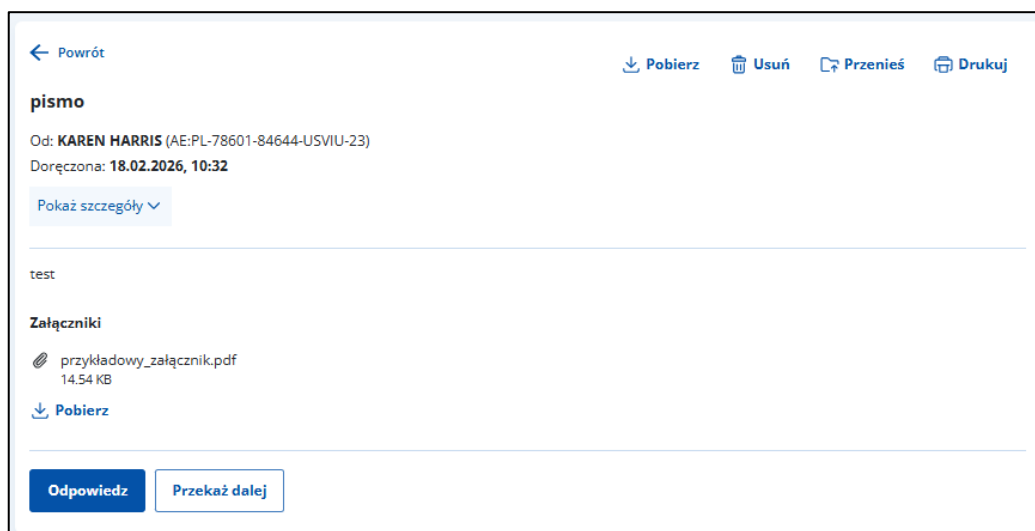 Powrót
Pobierz Usuń Przenieś Drukuj
pismo
Od: KAREN HARRIS (AE:PL-78601-84644-USVIU-23)
Doręczona: 18.02.2026, 10:32
Pokaż szczegóły
test
Załączniki
przykładowy_załącznik.pdf
14.54 KB
Pobierz
Odpowiedz Przekaż dalej